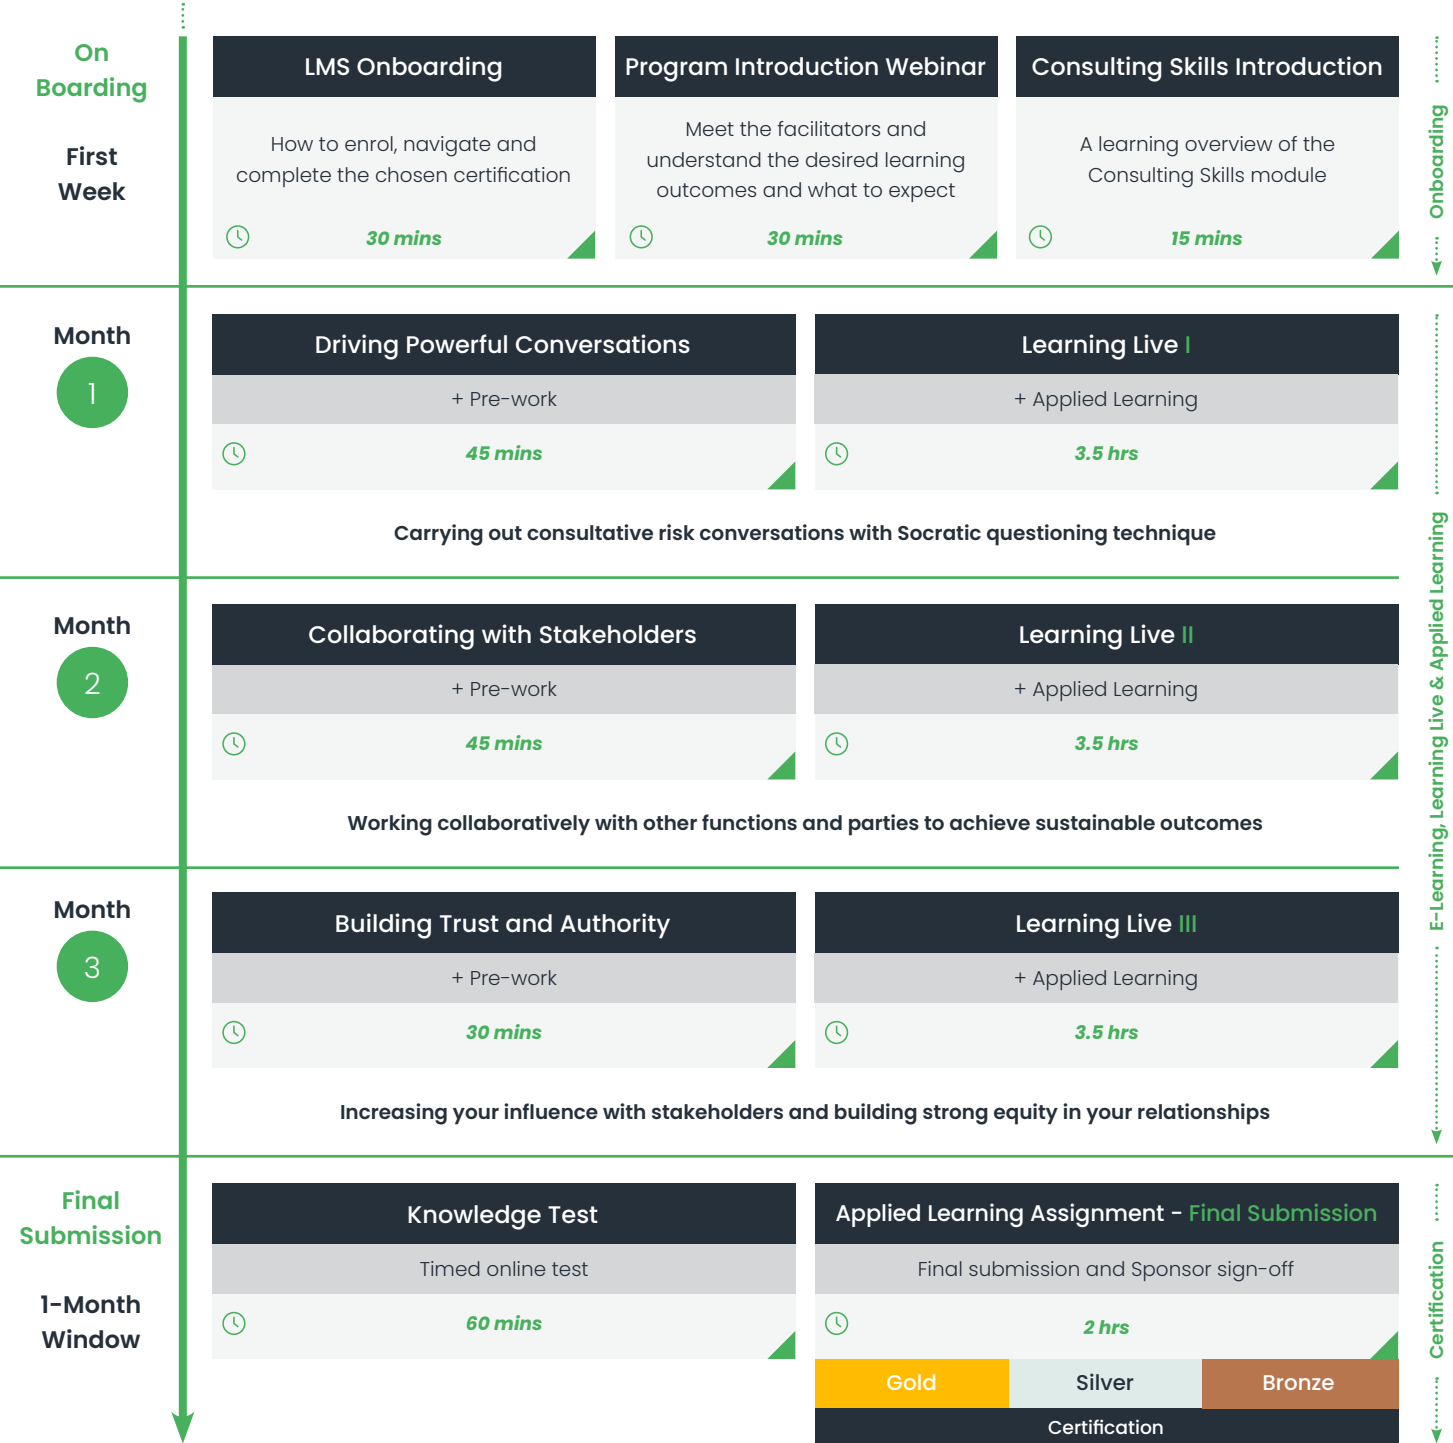 On
Boarding
First
Week
LMS Onboarding
How to enrol, navigate and
complete the chosen certification
30 mins
Program Introduction Webinar
Meet the facilitators and
understand the desired learning
outcomes and what to expect
30 mins
Consulting Skills Introduction
A learning overview of the
Consulting Skills module
15 mins
Onboarding
Month
1
Driving Powerful Conversations
+ Pre-work
45 mins
Learning Live I
+ Applied Learning
3.5 hrs
Carrying out consultative risk conversations with Socratic questioning technique
Month
2
Collaborating with Stakeholders
+ Pre-work
45 mins
Learning Live II
+ Applied Learning
3.5 hrs
Working collaboratively with other functions and parties to achieve sustainable outcomes
Month
3
Building Trust and Authority
+ Pre-work
30 mins
Learning Live III
+ Applied Learning
3.5 hrs
Increasing your influence with stakeholders and building strong equity in your relationships
E-Learning, Learning Live & Applied Learning
Final
Submission
1-Month
Window
Knowledge Test
Timed online test
60 mins
Applied Learning Assignment - Final Submission
Final submission and Sponsor sign-off
2 hrs
Gold
Silver
Bronze
Certification
Certification